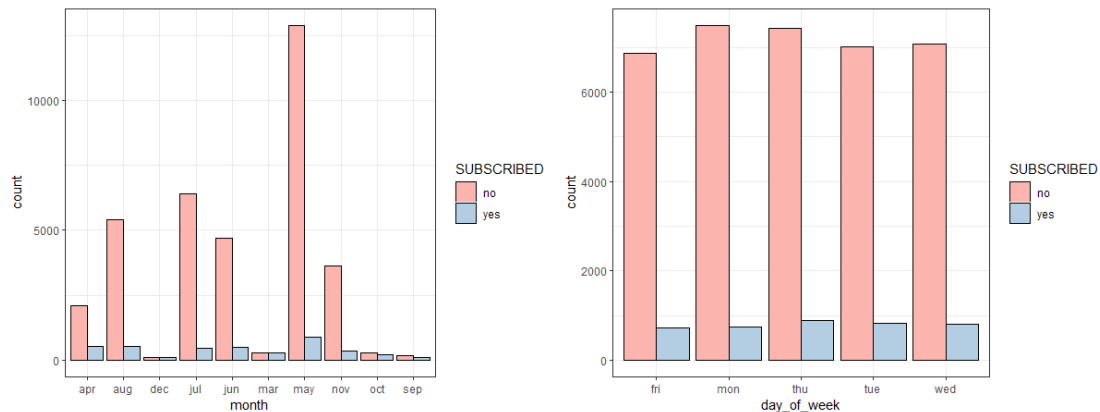 10000
5000
0
count
apr aug dec jul jun mar may nov oct sep
month
SUBSCRIBED
no
yes
6000
4000
2000
0
count
fri mon thu tue wed
day_of_week
SUBSCRIBED
no
yes